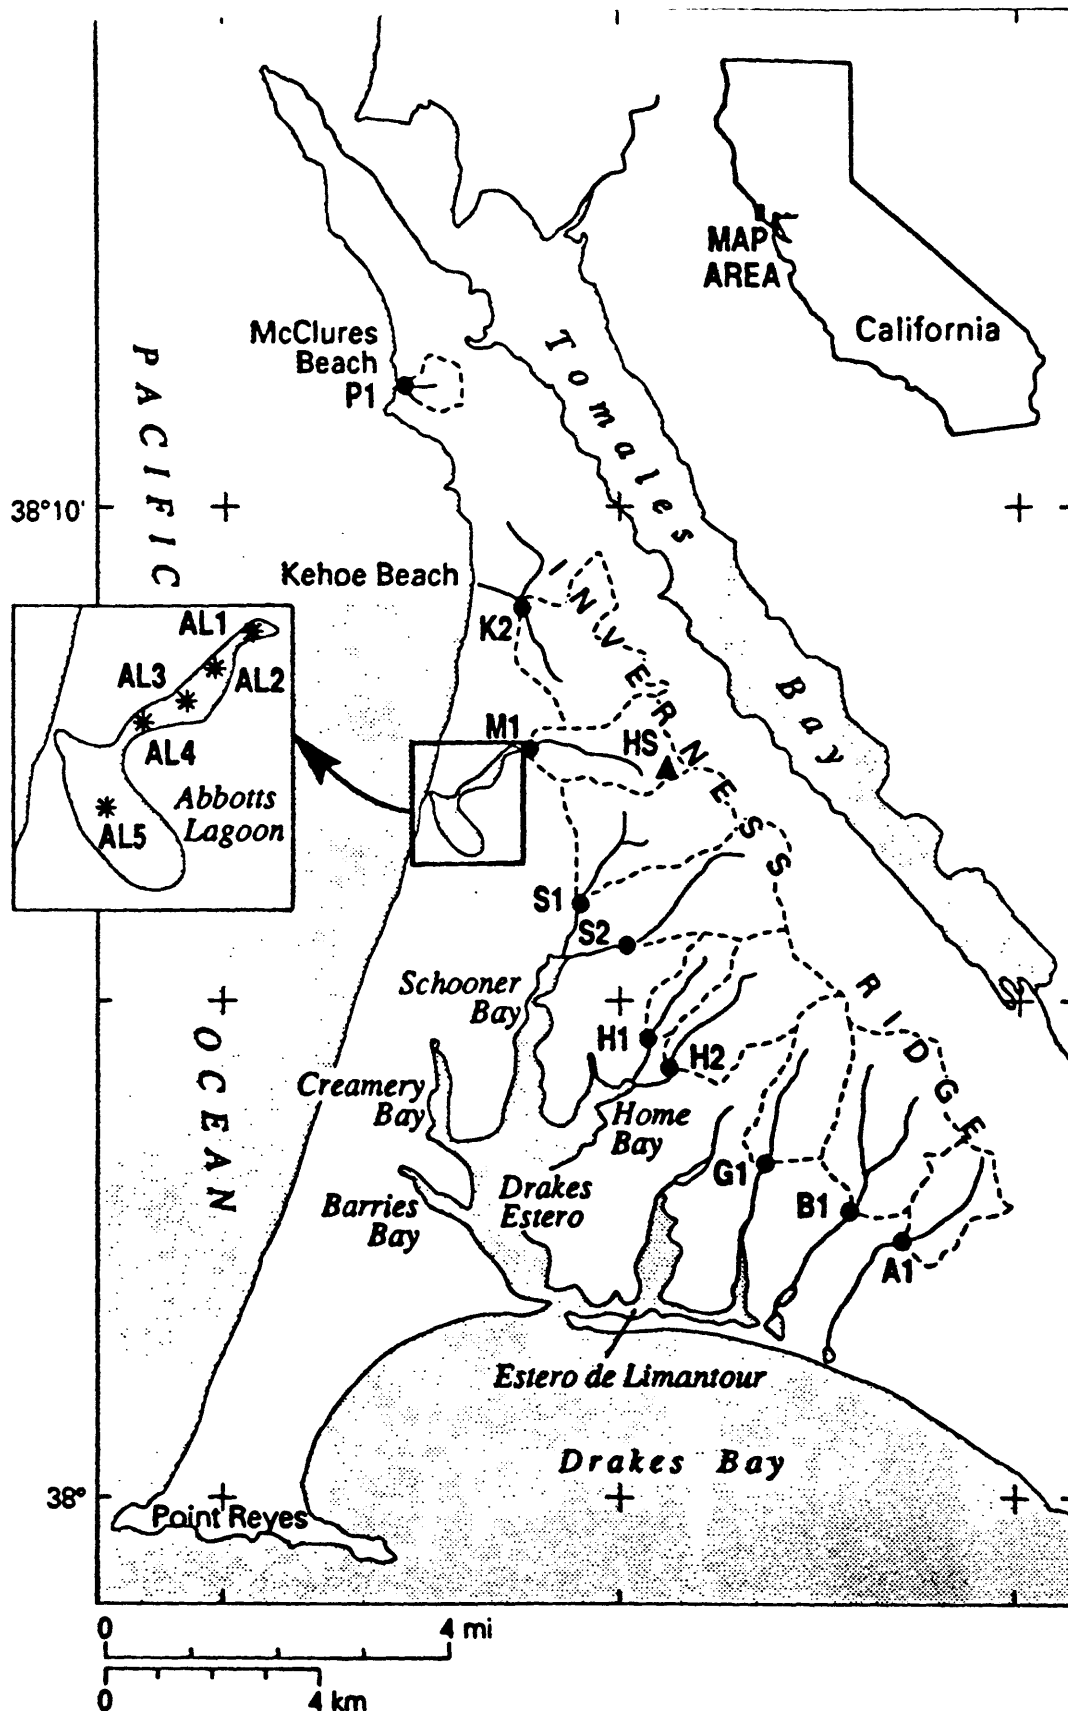 MAP
AREA
California
McClures
Beach
P1
PACIFIC
Tomales
38°10'
Kehoe Beach
INVERNESS
K2
AL1
AL3
AL2
AL4
AL5
Abbotts
Lagoon
M1
HS
Bay
S1
S2
Schooner
Bay
RIDGE
OCEAN
H1
H2
Creamery
Bay
Home
Bay
G1
Drakes
Estero
Barries
Bay
B1
A1
Estero de Limantour
Drakes Bay
38°
Point Reyes
0 4 mi
0 4 km